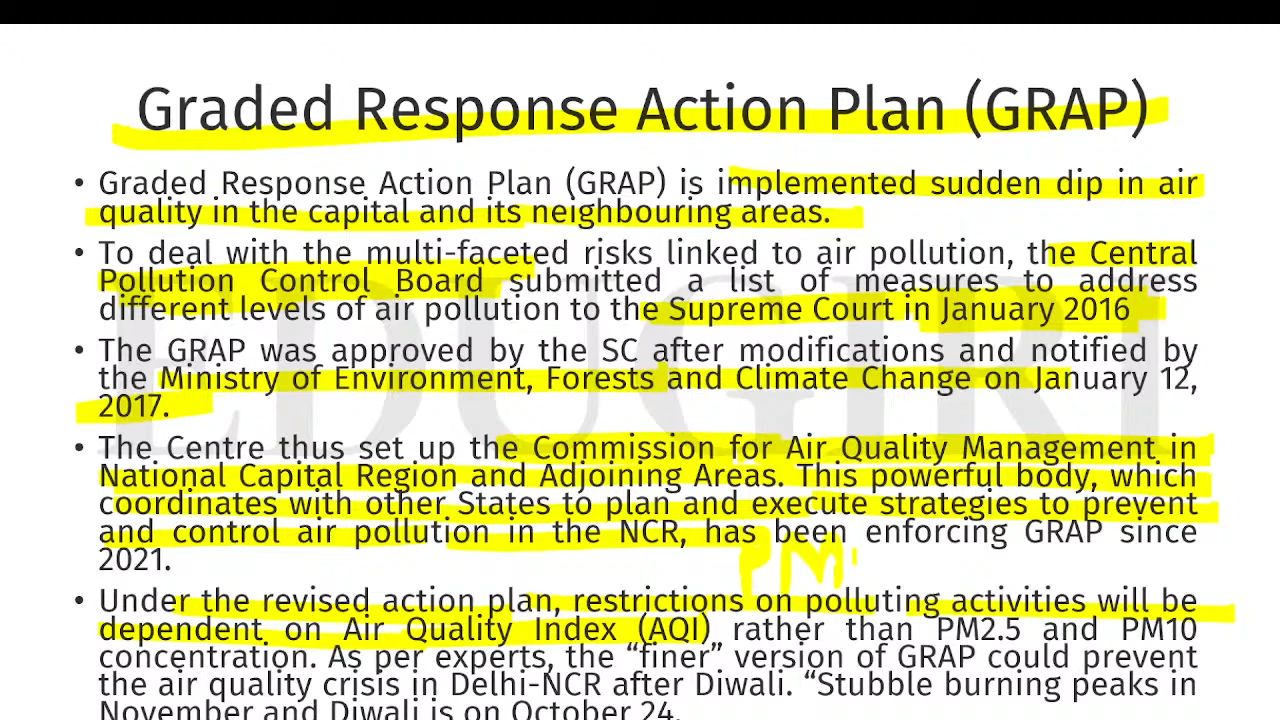 Graded Response Action Plan (GRAP)
• Graded Response Action Plan (GRAP) is implemented sudden dip in air
quality in the capital and its neighbouring areas.
• To deal with the multi-faceted risks linked to air pollution, the Central
Pollution Control Board submitted a list of measures to address
different levels of air pollution to the Supreme Court in January 2016
• The GRAP was approved by the SC after modifications and notified by
the Ministry of Environment, Forests and Climate Change on January 12,
2017.
• The Centre thus set up the Commission for Air Quality Management in
National Capital Region and Adjoining Areas. This powerful body, which
coordinates with other States to plan and execute strategies to prevent
and control air pollution in the NCR, has been enforcing GRAP since
2021.
PM
• Under the revised action plan, restrictions on polluting activities will be
dependent on Air Quality Index (AQI) rather than PM2.5 and PM10
concentration. As per experts, the “finer” version of GRAP could prevent
the air quality crisis in Delhi-NCR after Diwali. “Stubble burning peaks in
November and Diwali is on October 24.
EDUGIRI